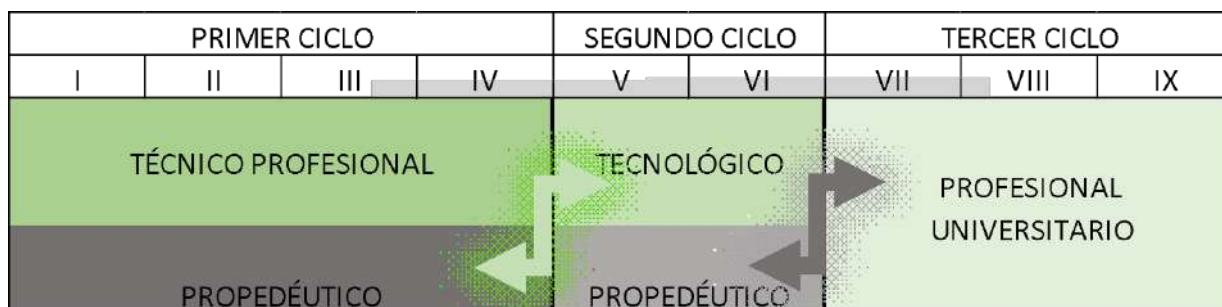 PRIMER CICLO SEGUNDO CICLO TERCER CICLO
I II III IV V VI VII VIII IX
TÉCNICO PROFESIONAL TECNOLÓGICO
PROFESIONAL
UNIVERSITARIO
PROPEDÉUTICO PROPEDÉUTICO